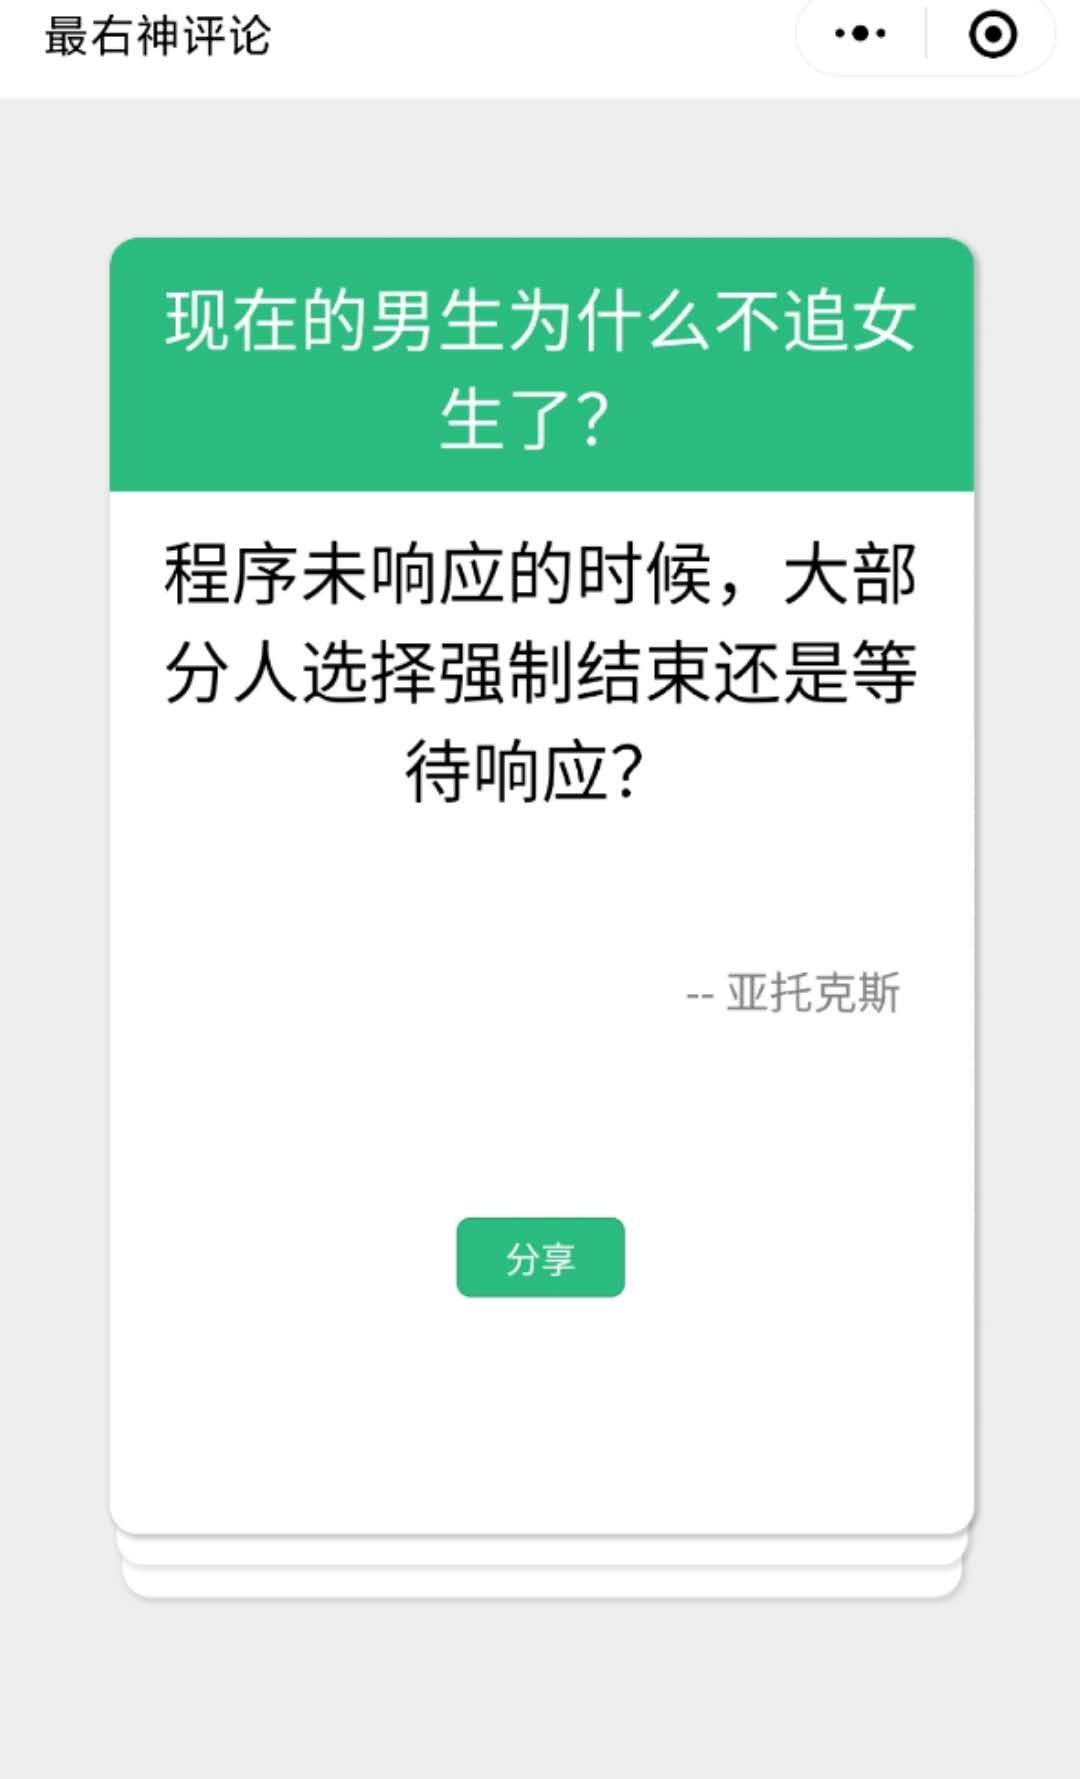 最右神评论
现在的男生为什么不追女
生了?
程序未响应的时候，大部
分人选择强制结束还是等
待响应?
-- 亚托克斯
分享